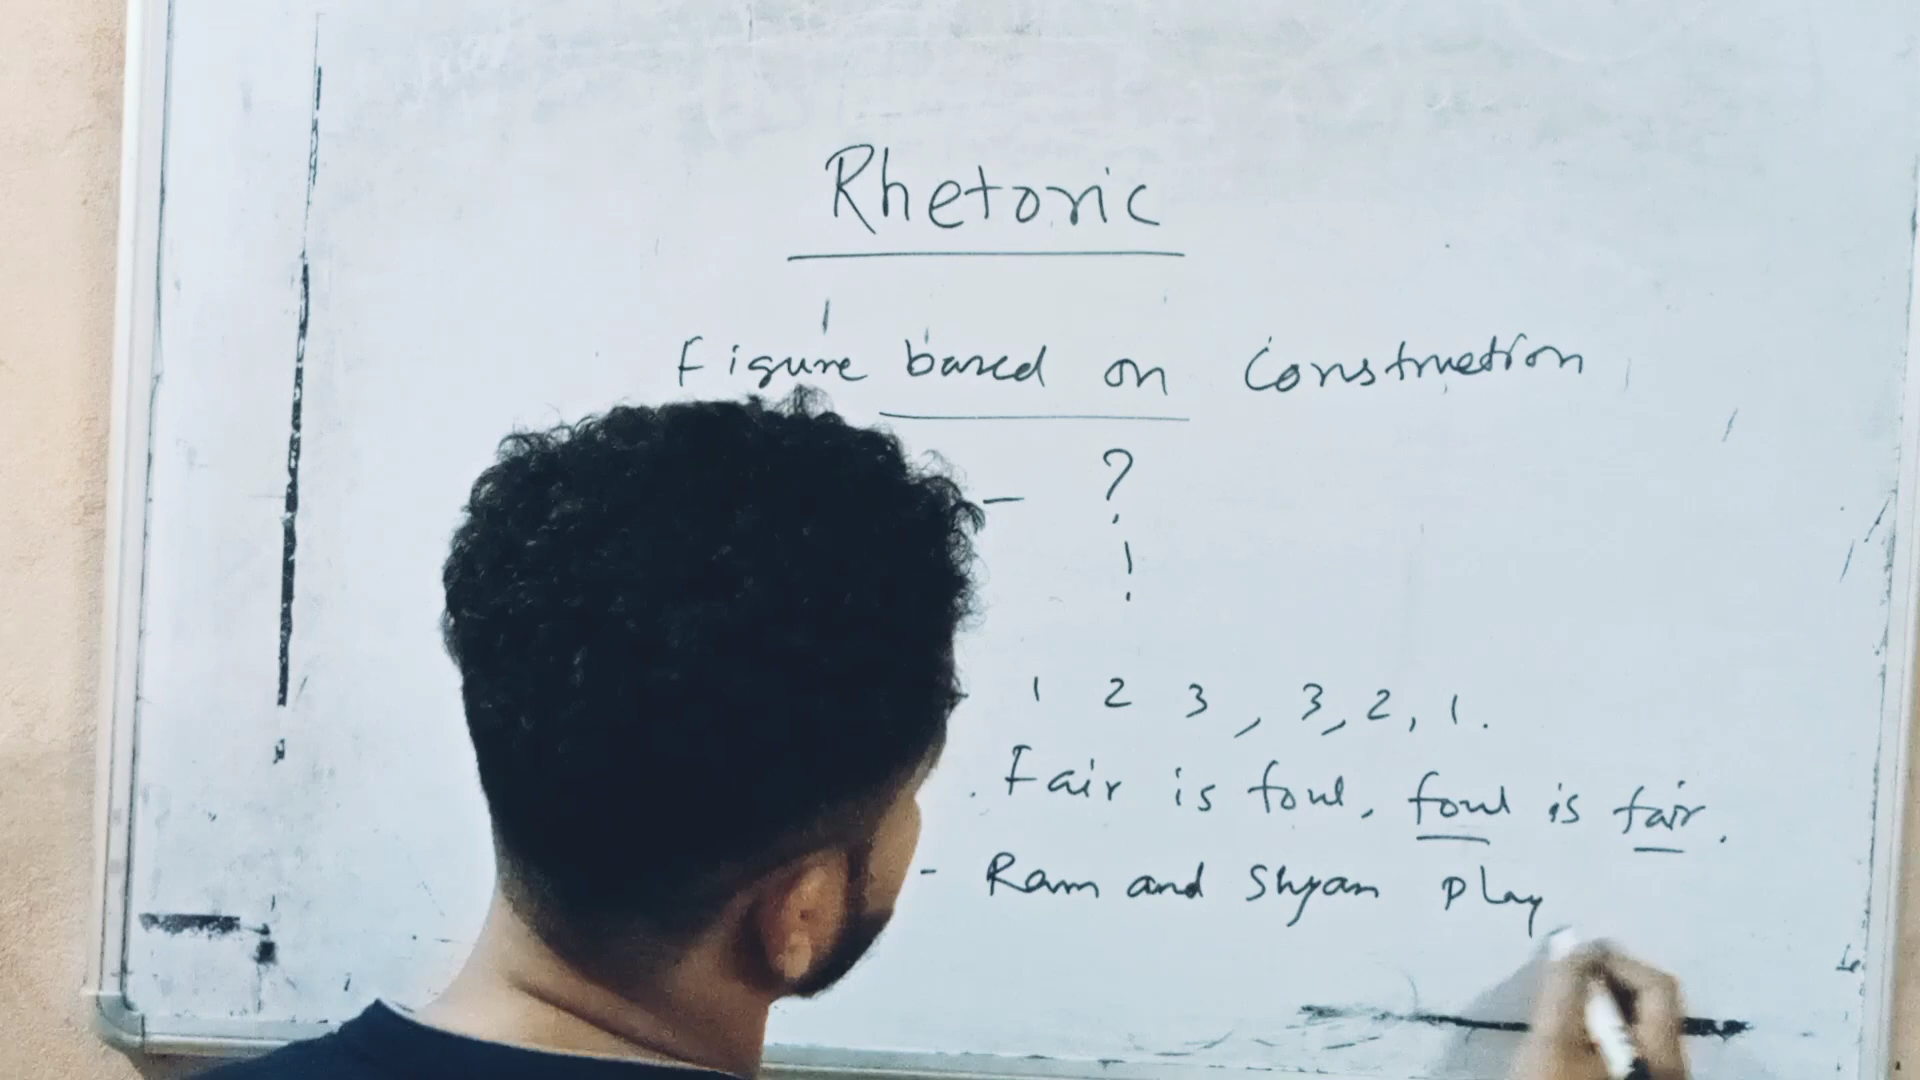 Rhetoric
Figure based on Construction
- ?
!
1 2 3, 3, 2, 1.
Fair is foul, foul is fair.
- Ram and Shyam play